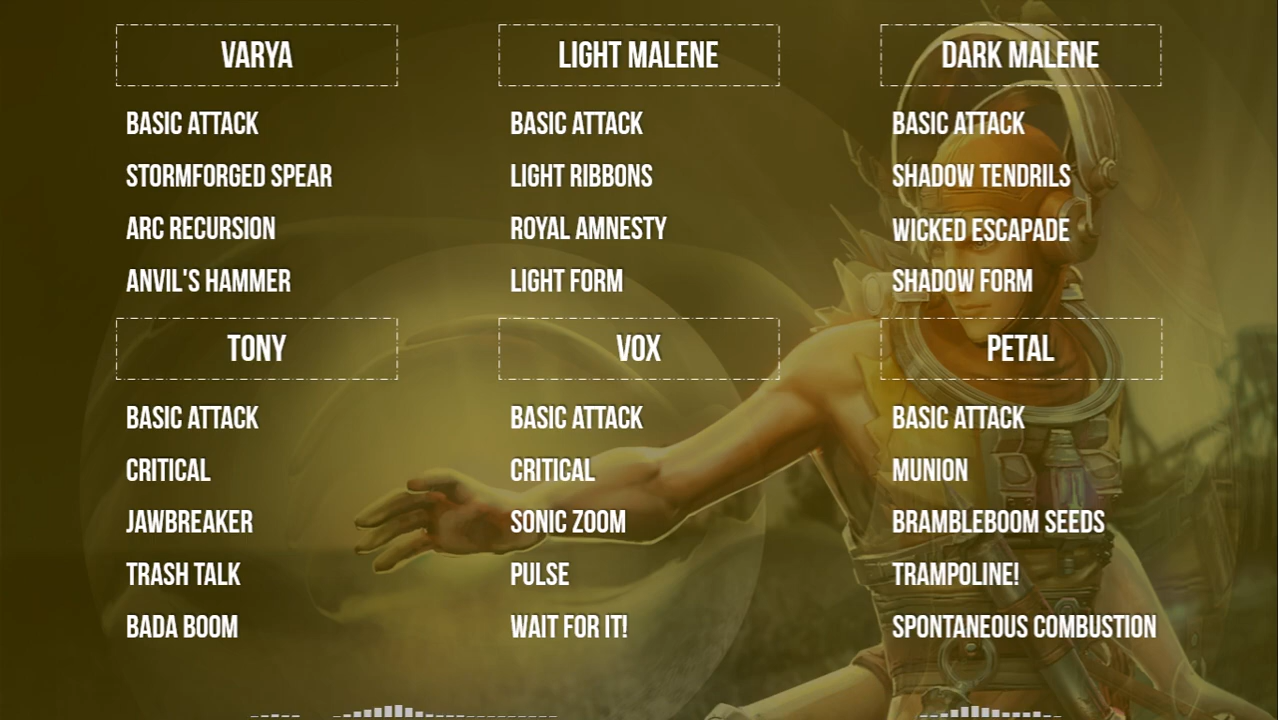 VARYA
BASIC ATTACK
STORMFORGED SPEAR
ARC RECURSION
ANVIL'S HAMMER
LIGHT MALENE
BASIC ATTACK
LIGHT RIBBONS
ROYAL AMNESTY
LIGHT FORM
DARK MALENE
BASIC ATTACK
SHADOW TENDRILS
WICKED ESCAPADE
SHADOW FORM
TONY
BASIC ATTACK
CRITICAL
JAWBREAKER
TRASH TALK
BADA BOOM
VOX
BASIC ATTACK
CRITICAL
SONIC ZOOM
PULSE
WAIT FOR IT!
PETAL
BASIC ATTACK
MUNION
BRAMBLEBOOM SEEDS
TRAMPOLINE!
SPONTANEOUS COMBUSTION